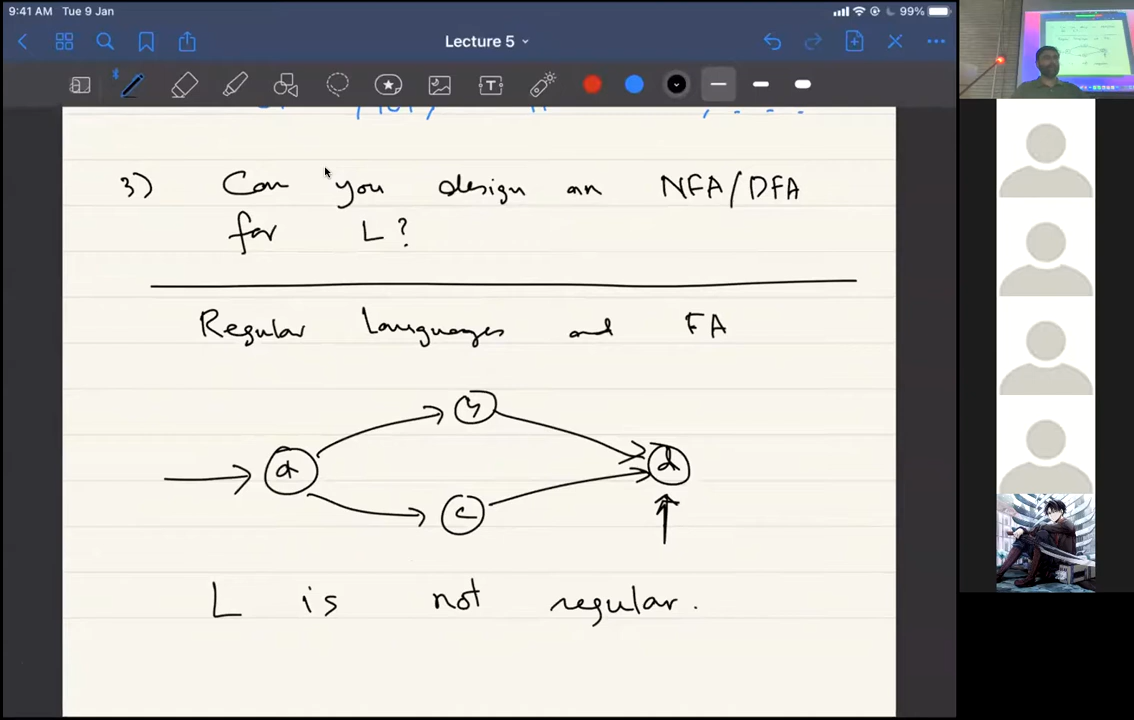 9:41 AM Tue 9 Jan
99%
Lecture 5
3) Can you design an NFA/DFA
for L?
Regular Languages and FA
a
b
c
d
L is not regular.